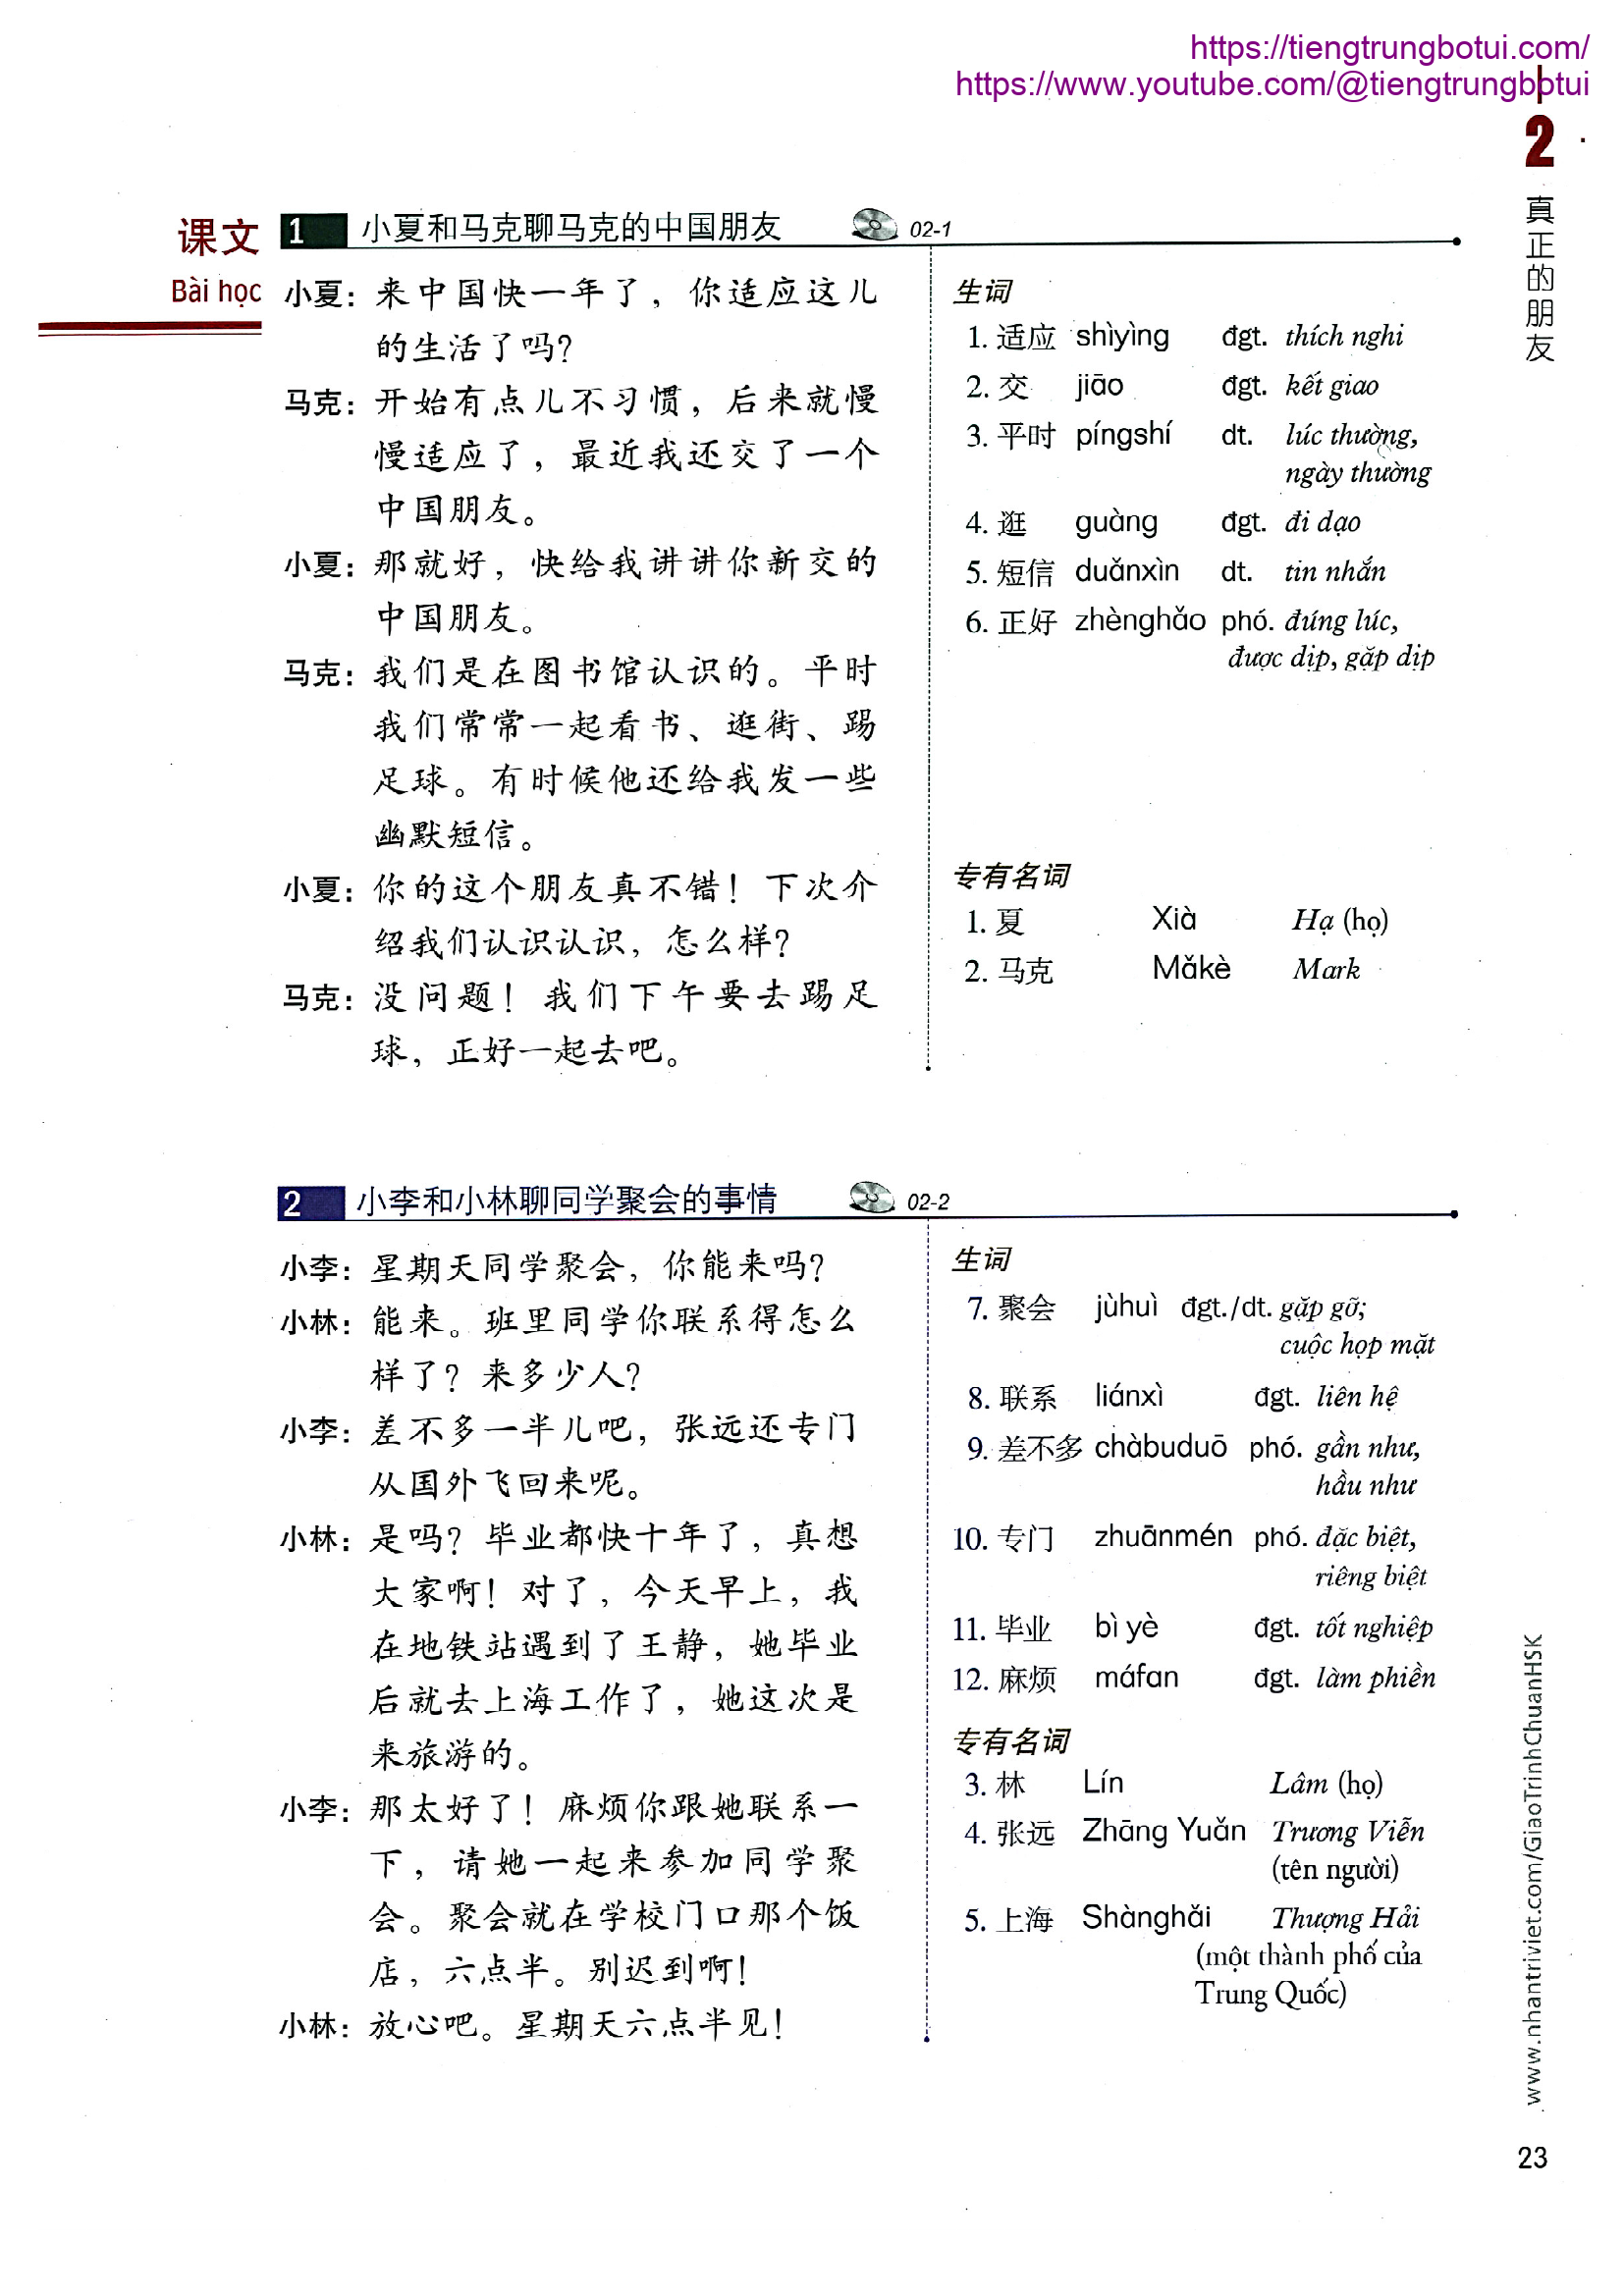 https://tiengtrungbotui.com/
https://www.youtube.com/@tiengtrungbotui
2
真正的朋友
课文
Bài học
1 小夏和马克聊马克的中国朋友 02-1
小夏：来中国快一年了，你适应这儿
的生活了吗？
马克：开始有点儿不习惯，后来就慢
慢适应了，最近我还交了一个
中国朋友。
小夏：那就好，快给我讲讲你新交的
中国朋友。
马克：我们是在图书馆认识的。平时
我们常常一起看书、逛街、踢
足球。有时候他还给我发一些
幽默短信。
小夏：你的这个朋友真不错！下次介
绍我们认识认识，怎么样？
马克：没问题！我们下午要去踢足
球，正好一起去吧。
生词
1. 适应 shìyìng đgt. thích nghi
2. 交 jiāo đgt. kết giao
3. 平时 píngshí dt. lúc thường,
ngày thường
4. 逛 guàng đgt. đi dạo
5. 短信 duǎnxìn dt. tin nhắn
6. 正好 zhènghǎo phó. đúng lúc,
được dịp, gặp dịp
专有名词
1. 夏 Xià Hạ (họ)
2. 马克 Mǎkè Mark
2 小李和小林聊同学聚会的事情 02-2
小李：星期天同学聚会，你能来吗？
小林：能来。班里同学你联系得怎么
样了？来多少人？
小李：差不多一半儿吧，张远还专门
从国外飞回来呢。
小林：是吗？毕业都快十年了，真想
大家啊！对了，今天早上，我
在地铁站遇到了王静，她毕业
后就去上海工作了，她这次是
来旅游的。
小李：那太好了！麻烦你跟她联系一
下，请她一起来参加同学聚
会。聚会就在学校门口那个饭
店，六点半。别迟到啊！
小林：放心吧。星期天六点半见！
生词
7. 聚会 jùhuì đgt./dt. gặp gỡ;
cuộc họp mặt
8. 联系 liánxì đgt. liên hệ
9. 差不多 chàbuduō phó. gần như,
hầu như
10. 专门 zhuānmén phó. đặc biệt,
riêng biệt
11. 毕业 bì yè đgt. tốt nghiệp
12. 麻烦 máfan đgt. làm phiền
专有名词
3. 林 Lín Lâm (họ)
4. 张远 Zhāng Yuǎn Trương Viễn
(tên người)
5. 上海 Shànghǎi Thượng Hải
(một thành phố của
Trung Quốc)
www.nhantriviet.com/GiaoTrinhChuanHSK
23